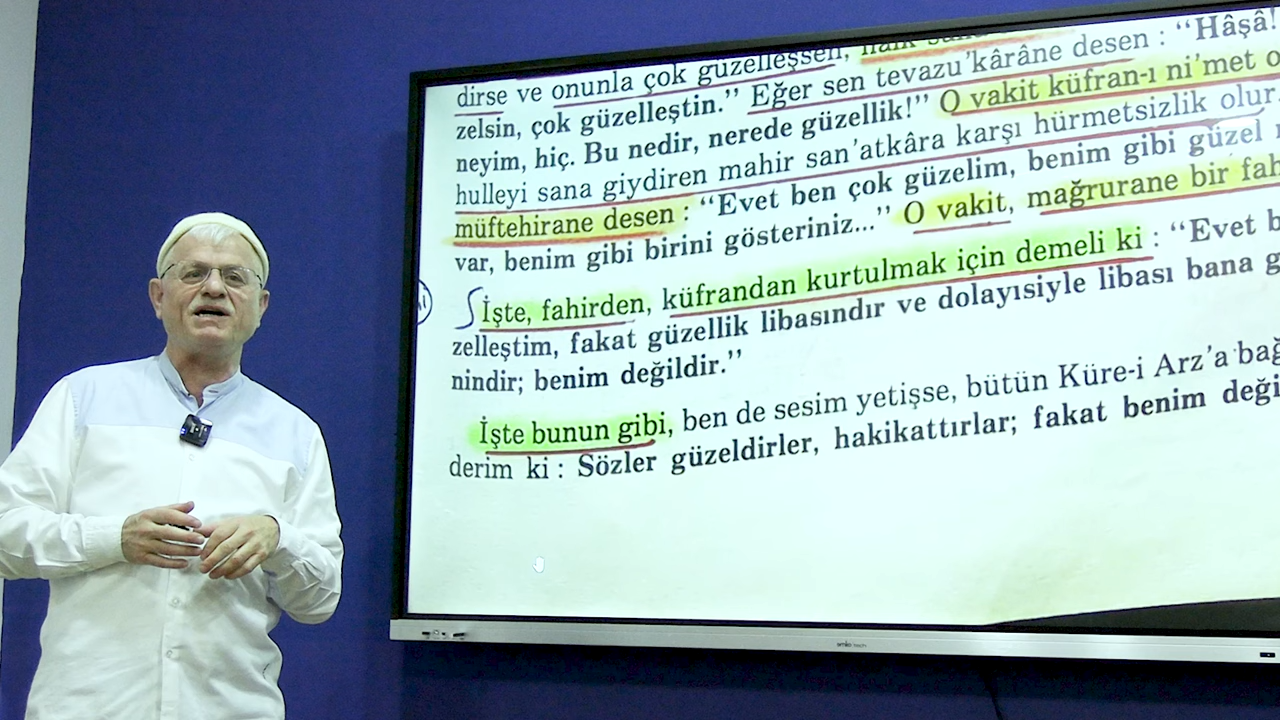 dirse ve onunla çok güzelleşsen, halk
zelsin, çok güzelleştin." Eğer sen tevazu'kârâne desen : "Hâşâ!
neyim, hiç. Bu nedir, nerede güzellik!" O vakit küfran-ı ni'met o
hulleyi sana giydiren mahir san'atkâra karşı hürmetsizlik olur.
müftehirane desen : "Evet ben çok güzelim, benim gibi güzel
var, benim gibi birini gösteriniz..." O vakit, mağrurane bir fah
İşte, fahirden, küfrandan kurtulmak için demeli ki : "Evet b
zelleştim, fakat güzellik libasındır ve dolayısiyle libası bana g
nindir; benim değildir."
İşte bunun gibi, ben de sesim yetişse, bütün Küre-i Arz'a bağ
derim ki : Sözler güzeldirler, hakikattırlar; fakat benim deği